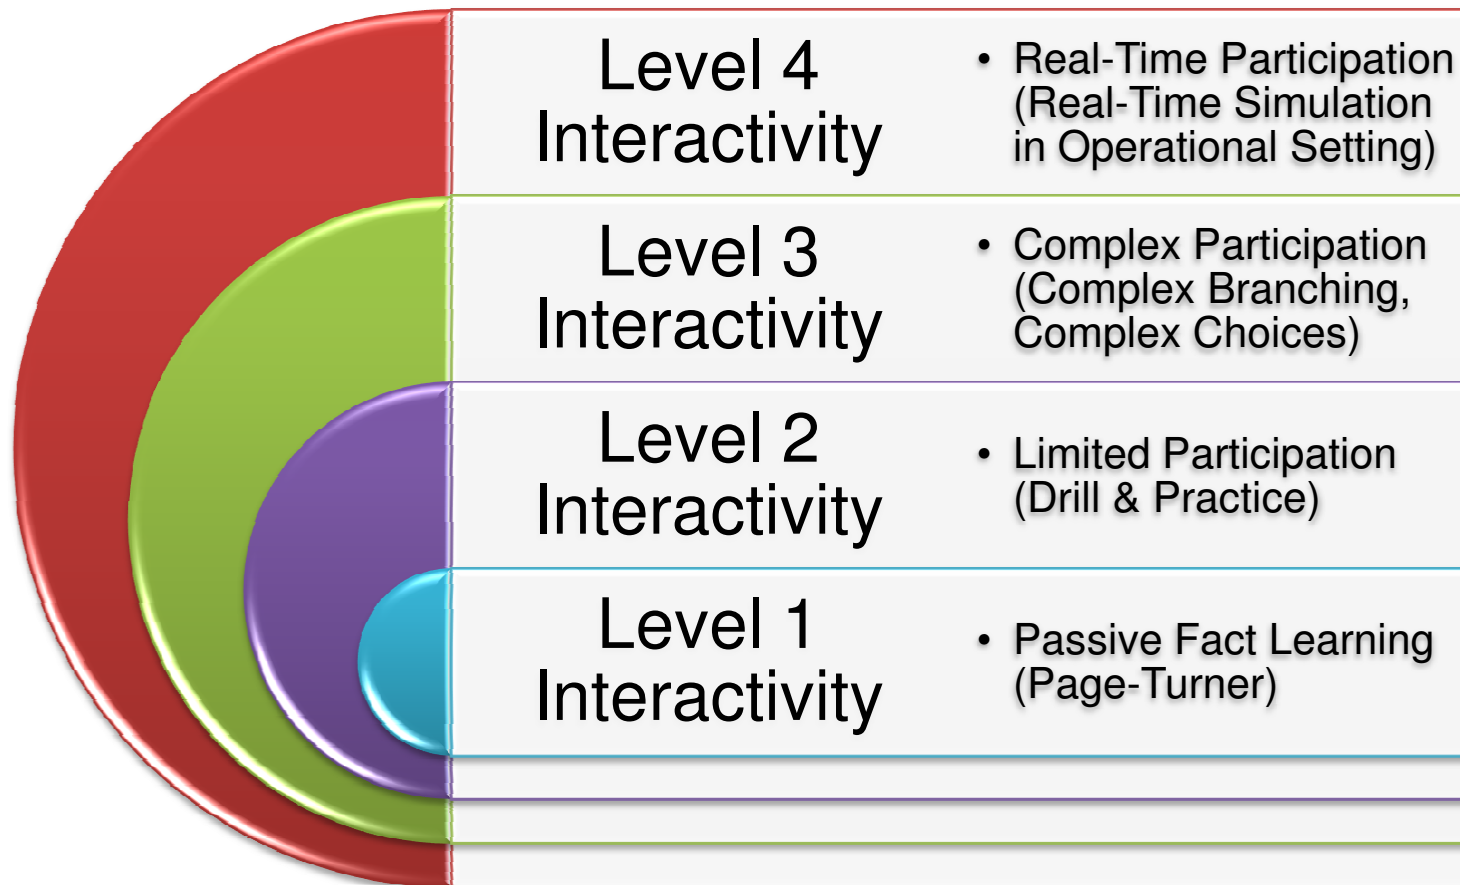 Level 4
Interactivity
• Real-Time Participation
(Real-Time Simulation
in Operational Setting)
Level 3
Interactivity
• Complex Participation
(Complex Branching,
Complex Choices)
Level 2
Interactivity
• Limited Participation
(Drill & Practice)
Level 1
Interactivity
• Passive Fact Learning
(Page-Turner)